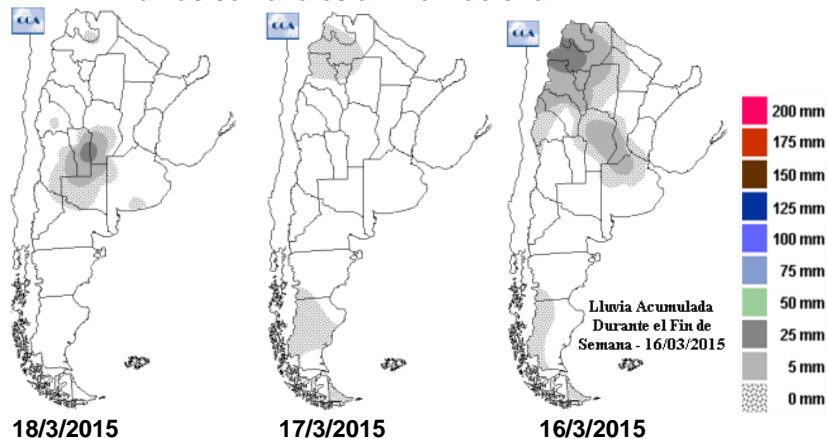 CCA
CCA
CCA
200 mm
175 mm
150 mm
125 mm
100 mm
75 mm
50 mm
25 mm
5 mm
0 mm
Lluvia Acumulada
Durante el Fin de
Semana - 16/03/2015
18/3/2015
17/3/2015
16/3/2015